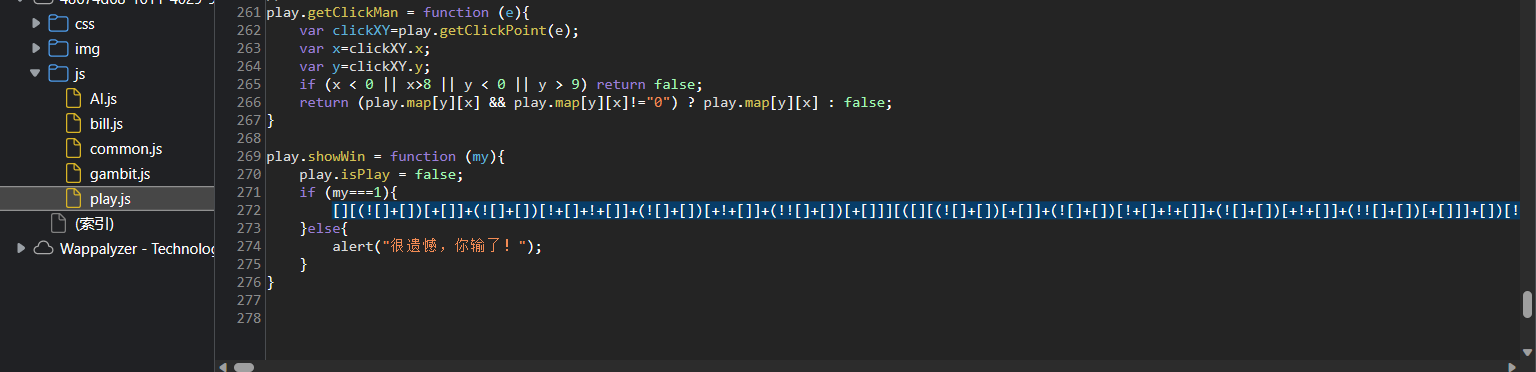 css
img
js
AI.js
bill.js
common.js
gambit.js
play.js
(索引)
Wappalyzer - Technolog
261 play.getClickMan = function (e){
262 var clickXY=play.getClickPoint(e);
263 var x=clickXY.x;
264 var y=clickXY.y;
265 if (x < 0 || x>8 || y < 0 || y > 9) return false;
266 return (play.map[y][x] && play.map[y][x]!="0") ? play.map[y][x] : false;
267 }
268
269 play.showWin = function (my){
270 play.isPlay = false;
271 if (my===1){
272 [][(![]+[])[+[]]+(![]+[])[!+[]+!+[]]+(![]+[])[+!+[]]+(!![]+[])[+[]]][([][(![]+[])[+[]]+(![]+[])[!+[]+!+[]]+(![]+[])[+!+[]]+(!![]+[])[+[]]]+[])[!
273 }else{
274 alert("很遗憾，你输了！");
275 }
276 }
277
278